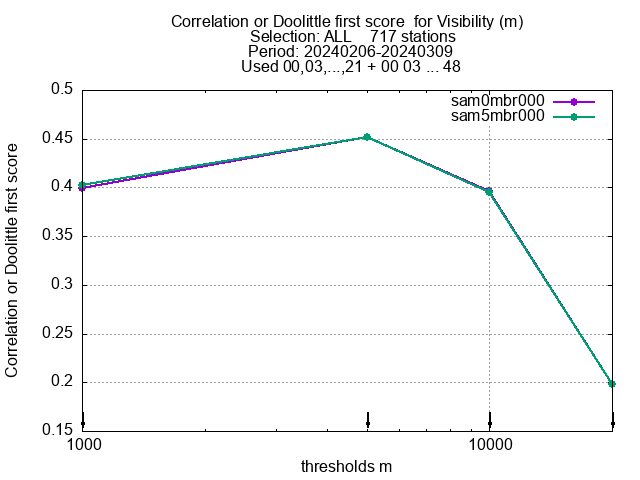 Correlation or Doolittle first score  for Visibility (m)
Selection: ALL    717 stations
Period: 20240206-20240309
Used 00,03,...,21 + 00 03 ... 48
sam0mbr000
sam5mbr000
0.5
0.45
0.4
0.35
0.3
0.25
0.2
0.15
Correlation or Doolittle first score
1000
10000
thresholds m